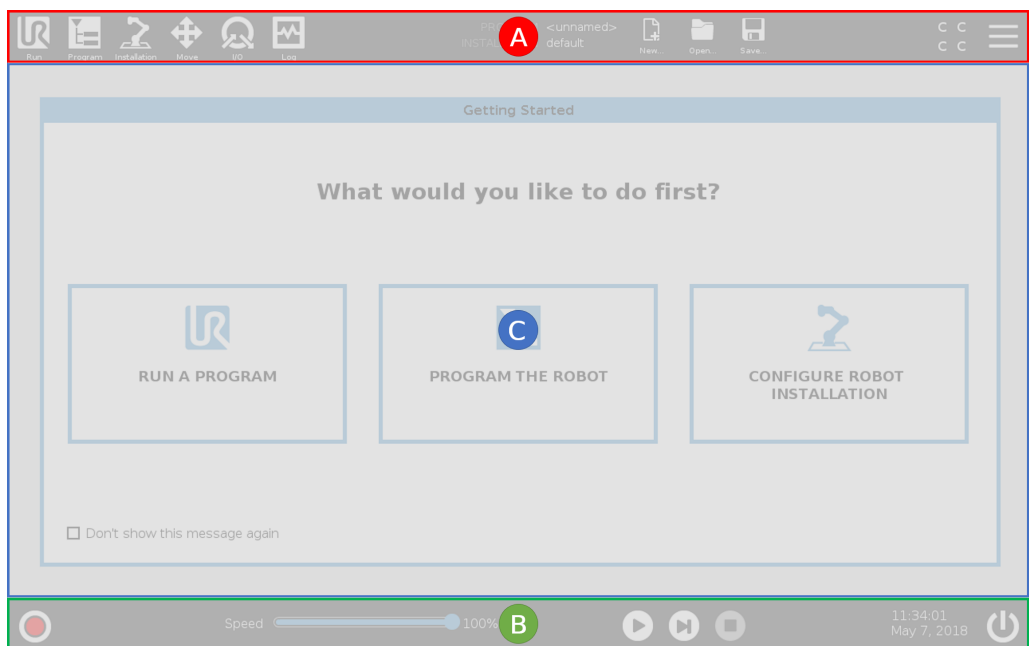 PR A <unnamed>
INSTAL default
New... Open... Save...
C C
C C
Run Program Installation Move I/O Log
Getting Started
What would you like to do first?
C
RUN A PROGRAM
PROGRAM THE ROBOT
CONFIGURE ROBOT
INSTALLATION
Don't show this message again
Speed 100% B
11:34:01
May 7, 2018